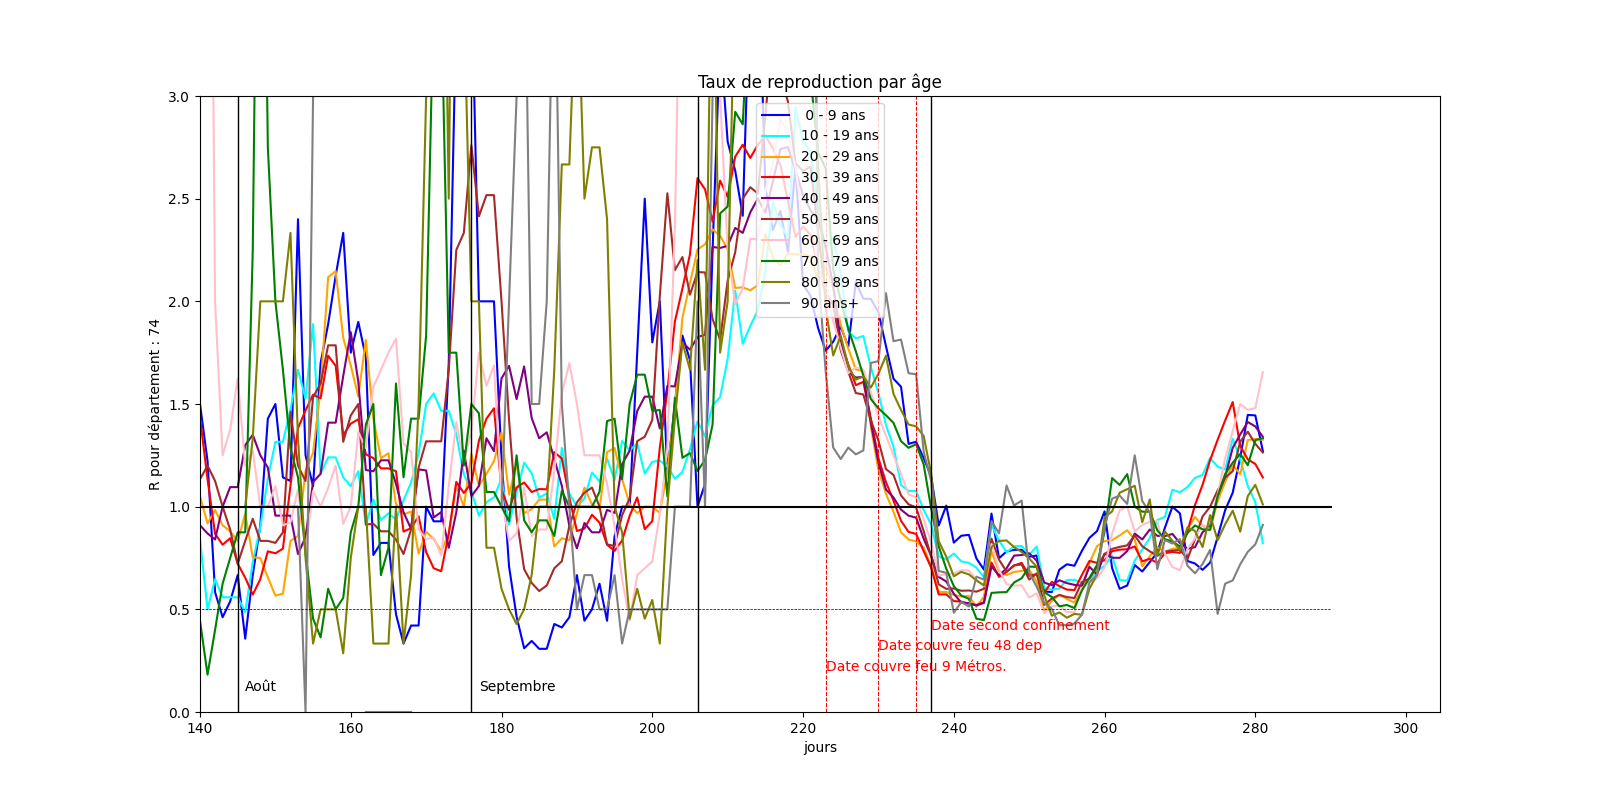 Taux de reproduction par âge
R pour département : 74
3.0
2.5
2.0
1.5
1.0
0.5
0.0
0 - 9 ans
10 - 19 ans
20 - 29 ans
30 - 39 ans
40 - 49 ans
50 - 59 ans
60 - 69 ans
70 - 79 ans
80 - 89 ans
90 ans+
Date second confinement
Date couvre feu 48 dep
Date couvre feu 9 Métros.
Août
Septembre
140 160 180 200 220 240 260 280 300
jours